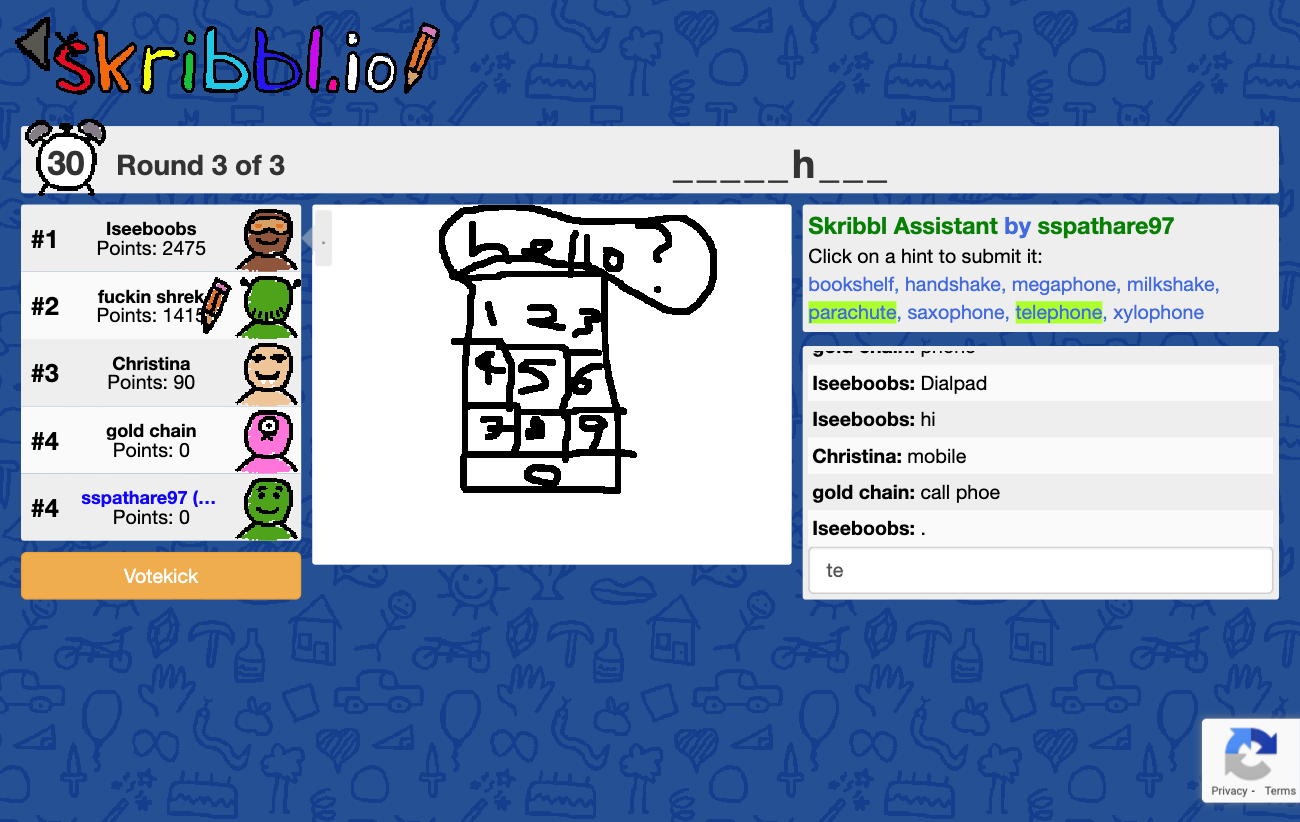 skribbl.io
30
Round 3 of 3
_____h___
#1
Iseeboobs
Points: 2475
#2
fuckin shrek
Points: 1415
#3
Christina
Points: 90
#4
gold chain
Points: 0
#4
sspathare97 (...
Points: 0
Votekick
.
hello?
1 2 3
4 5 6
7 8 9
0
Skribbl Assistant by sspathare97
Click on a hint to submit it:
bookshelf, handshake, megaphone, milkshake,
parachute, saxophone, telephone, xylophone
gold chain: phone
Iseeboobs: Dialpad
Iseeboobs: hi
Christina: mobile
gold chain: call phoe
Iseeboobs: .
te
Privacy - Terms